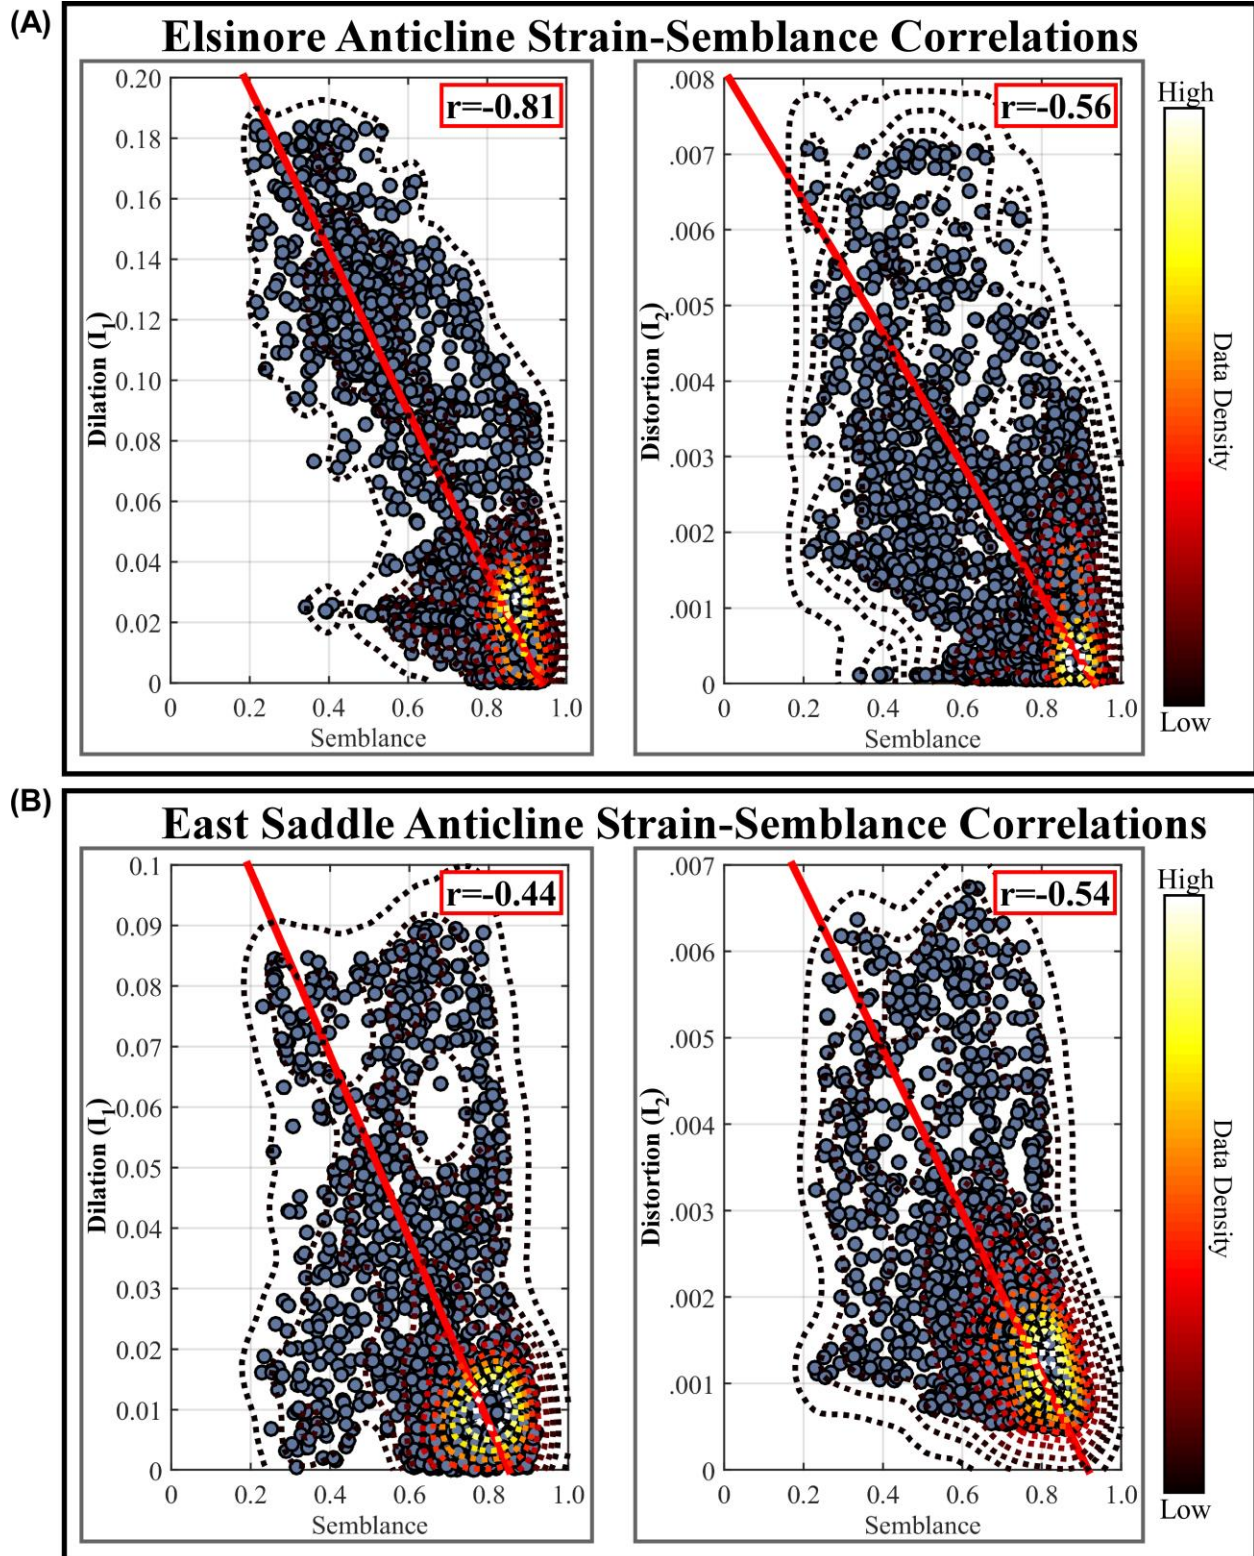 (A)
Elsinore Anticline Strain-Semblance Correlations
r=-0.81
0.20
0.18
0.16
0.14
0.12
0.10
0.08
0.06
0.04
0.02
0
Dilation (I₁)
0 0.2 0.4 0.6 0.8 1.0
Semblance
r=-0.56
.008
.007
.006
.005
.004
.003
.002
.001
0
Distortion (I₂)
0 0.2 0.4 0.6 0.8 1.0
Semblance
High
Data Density
Low
(B)
East Saddle Anticline Strain-Semblance Correlations
r=-0.44
0.1
0.09
0.08
0.07
0.06
0.05
0.04
0.03
0.02
0.01
0
Dilation (I₁)
0 0.2 0.4 0.6 0.8 1.0
Semblance
r=-0.54
.007
.006
.005
.004
.003
.002
.001
0
Distortion (I₂)
0 0.2 0.4 0.6 0.8 1.0
Semblance
High
Data Density
Low